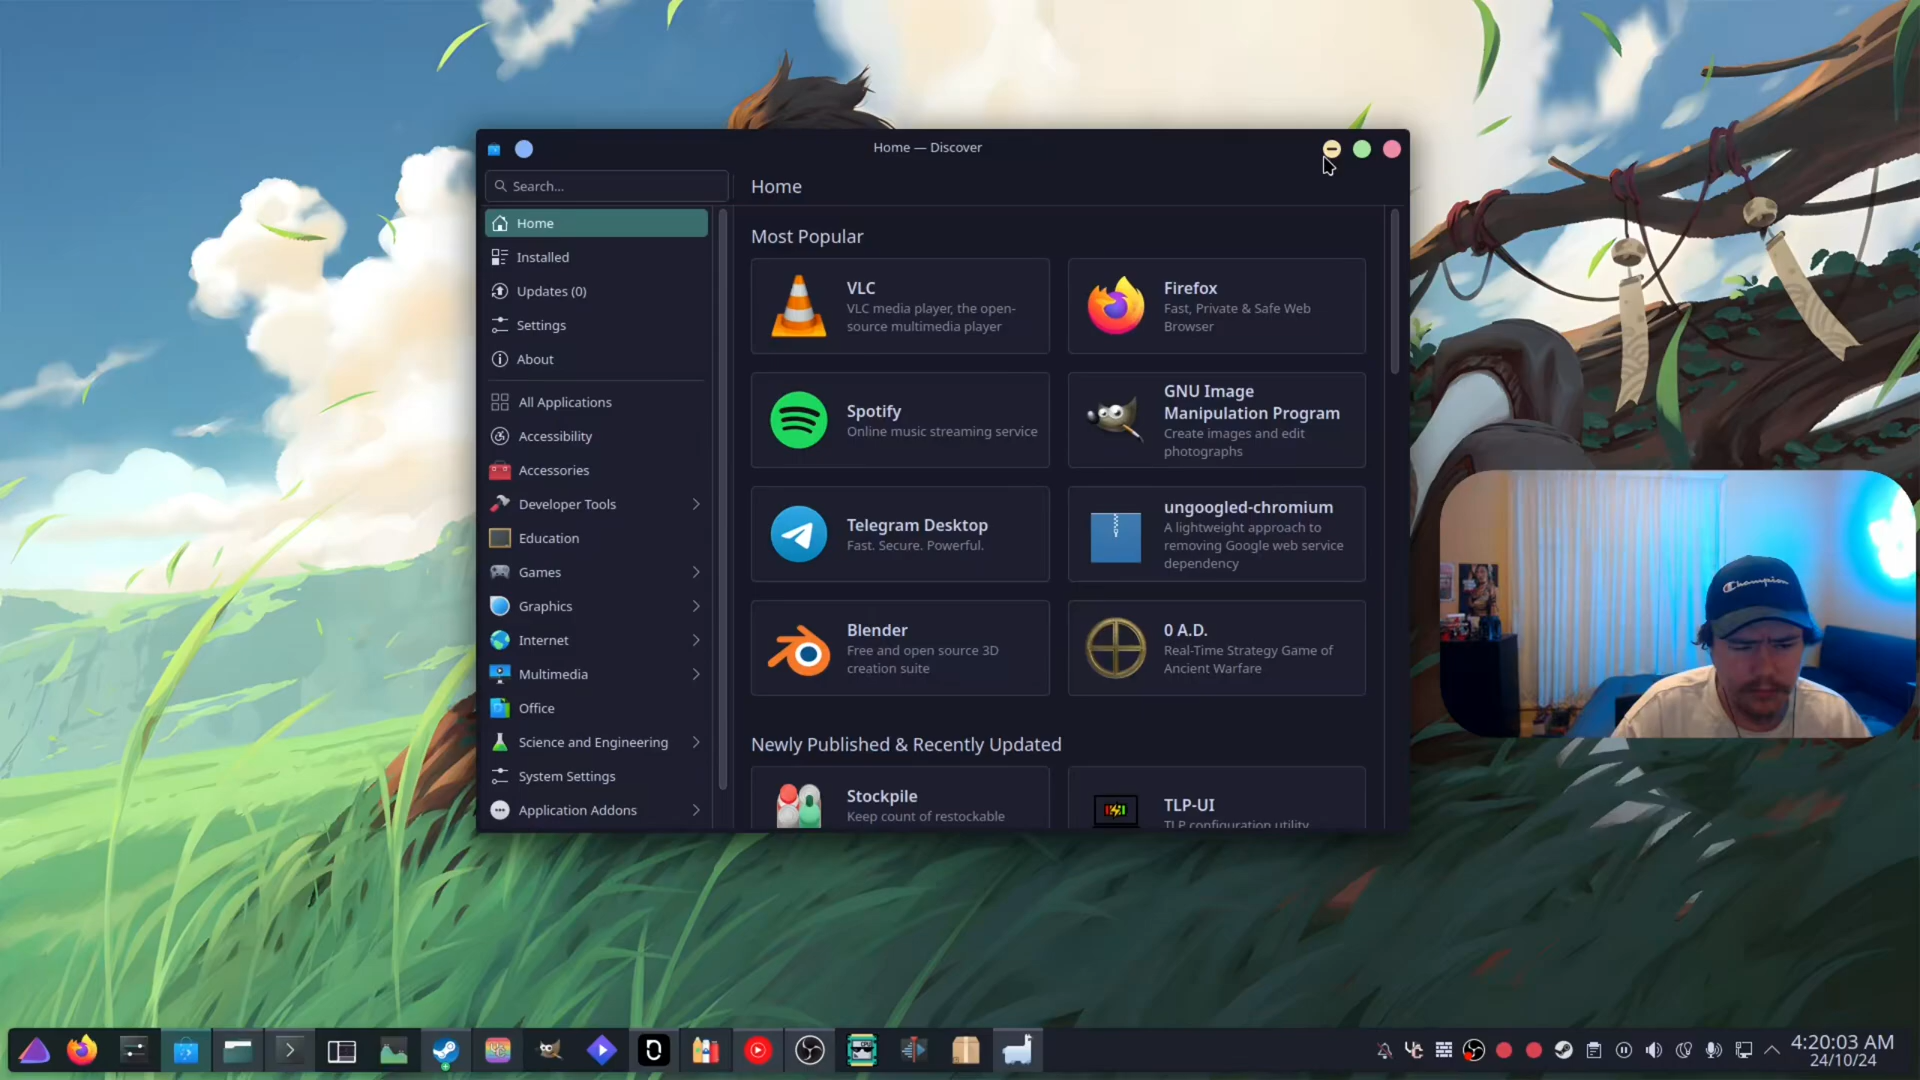 Home — Discover
Search...
Home
Home
Installed
Updates (0)
Settings
About
All Applications
Accessibility
Accessories
Developer Tools
Education
Games
Graphics
Internet
Multimedia
Office
Science and Engineering
System Settings
Application Addons
Most Popular
VLC
VLC media player, the open-
source multimedia player
Firefox
Fast, Private & Safe Web
Browser
Spotify
Online music streaming service
GNU Image
Manipulation Program
Create images and edit
photographs
Telegram Desktop
Fast. Secure. Powerful.
ungoogled-chromium
A lightweight approach to
removing Google web service
dependency
Blender
Free and open source 3D
creation suite
0 A.D.
Real-Time Strategy Game of
Ancient Warfare
Newly Published & Recently Updated
Stockpile
Keep count of restockable
TLP-UI
TLP configuration utility
Champion
4:20:03 AM
24/10/24